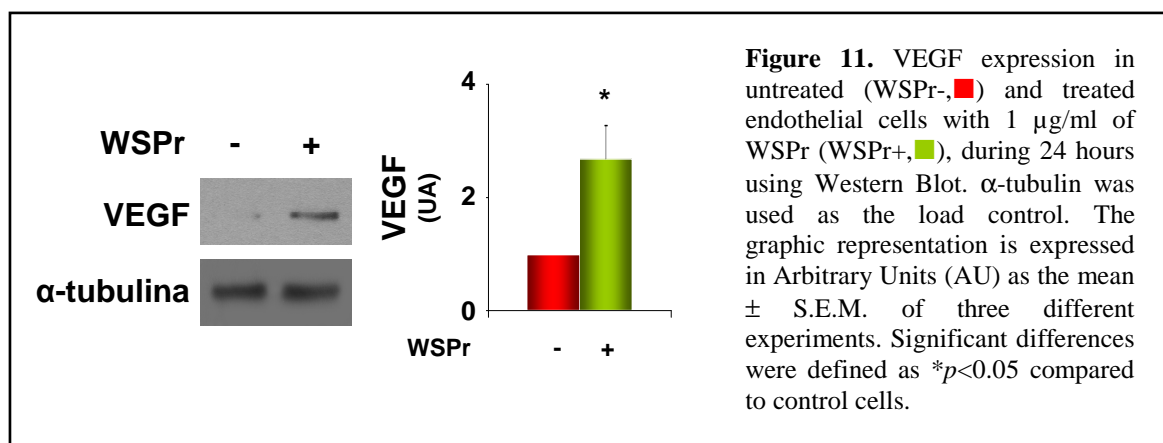 WSPr - +
VEGF
α-tubulina
4
*
2
0
VEGF
(UA)
WSPr - +
Figure 11. VEGF expression in
untreated (WSPr-,■) and treated
endothelial cells with 1 µg/ml of
WSPr (WSPr+,■), during 24 hours
using Western Blot. α-tubulin was
used as the load control. The
graphic representation is expressed
in Arbitrary Units (AU) as the mean
± S.E.M. of three different
experiments. Significant differences
were defined as *p<0.05 compared
to control cells.